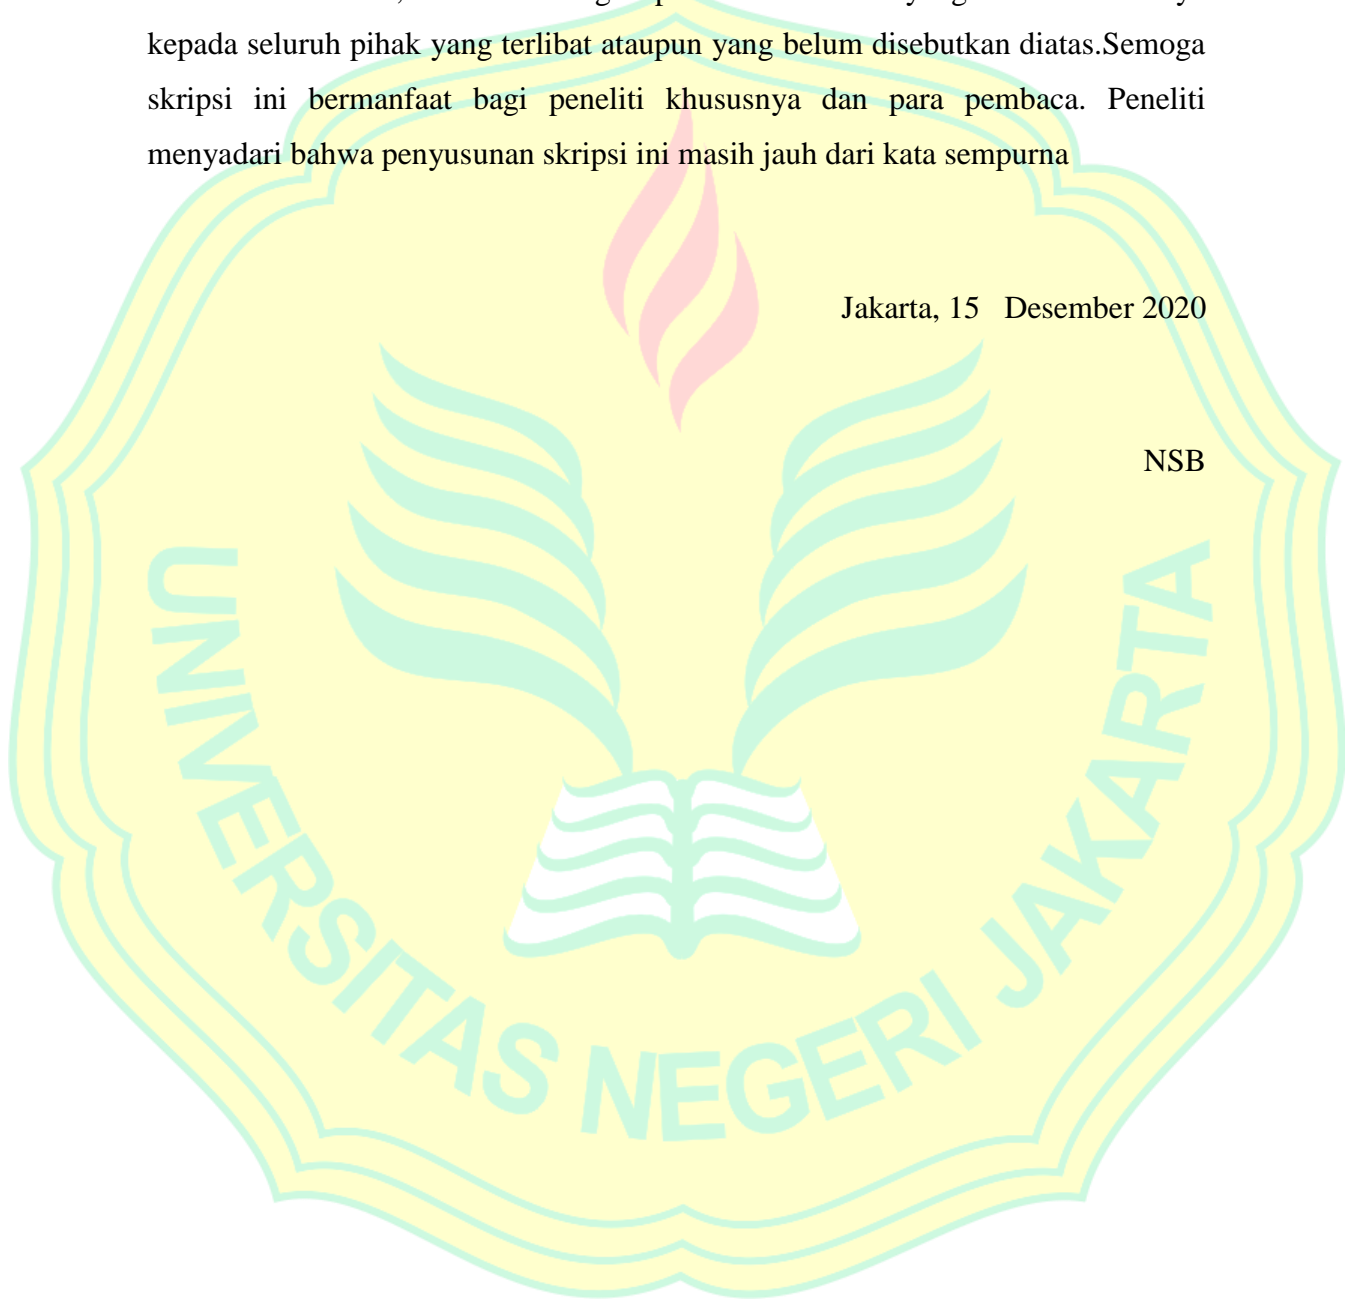 kepada seluruh pihak yang terlibat ataupun yang belum disebutkan diatas.Semoga
skripsi ini bermanfaat bagi peneliti khususnya dan para pembaca. Peneliti
menyadari bahwa penyusunan skripsi ini masih jauh dari kata sempurna
Jakarta, 15 Desember 2020
NSB
UNIVERSITAS NEGERI JAKARTA